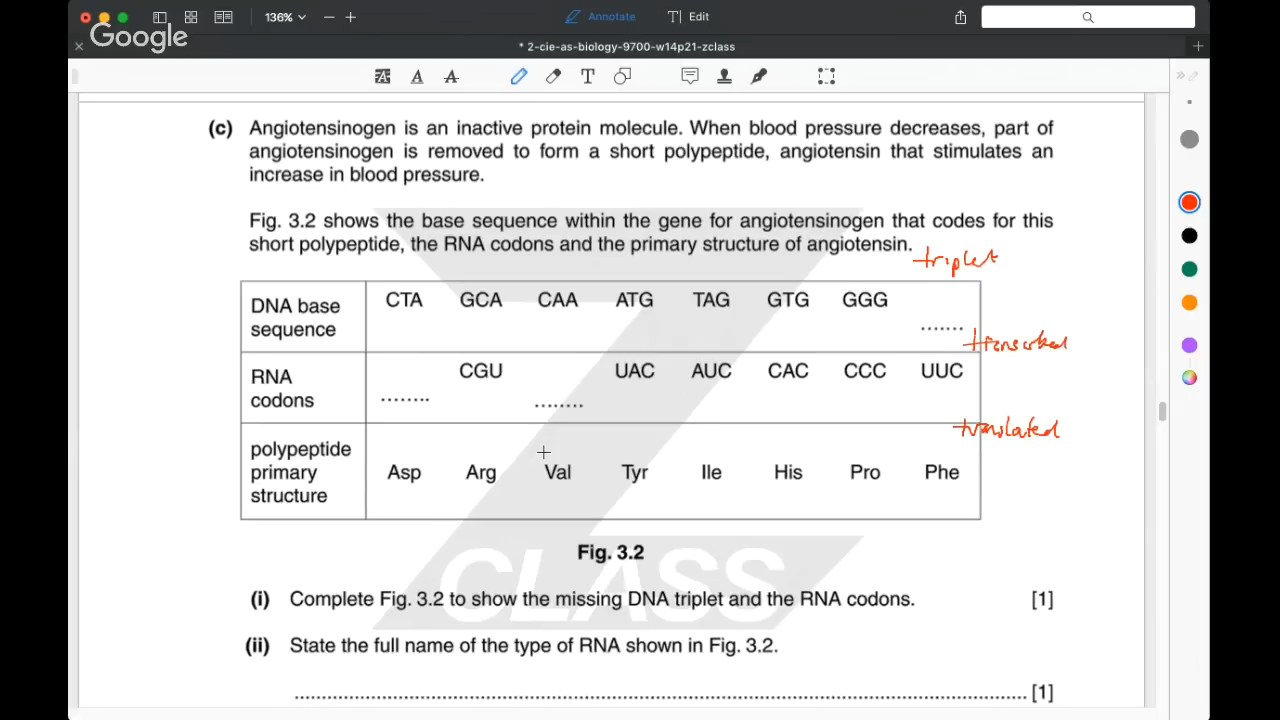 136%
Annotate
T Edit
Google
* 2-cie-as-biology-9700-w14p21-zclass
(c) Angiotensinogen is an inactive protein molecule. When blood pressure decreases, part of
angiotensinogen is removed to form a short polypeptide, angiotensin that stimulates an
increase in blood pressure.
Fig. 3.2 shows the base sequence within the gene for angiotensinogen that codes for this
short polypeptide, the RNA codons and the primary structure of angiotensin.
triplet
DNA base sequence CTA GCA CAA ATG TAG GTG GGG .......
transcribed
RNA codons ........ CGU ........ UAC AUC CAC CCC UUC
translated
polypeptide primary structure Asp Arg Val Tyr Ile His Pro Phe
Fig. 3.2
CLASS
(i) Complete Fig. 3.2 to show the missing DNA triplet and the RNA codons. [1]
(ii) State the full name of the type of RNA shown in Fig. 3.2.
[1]